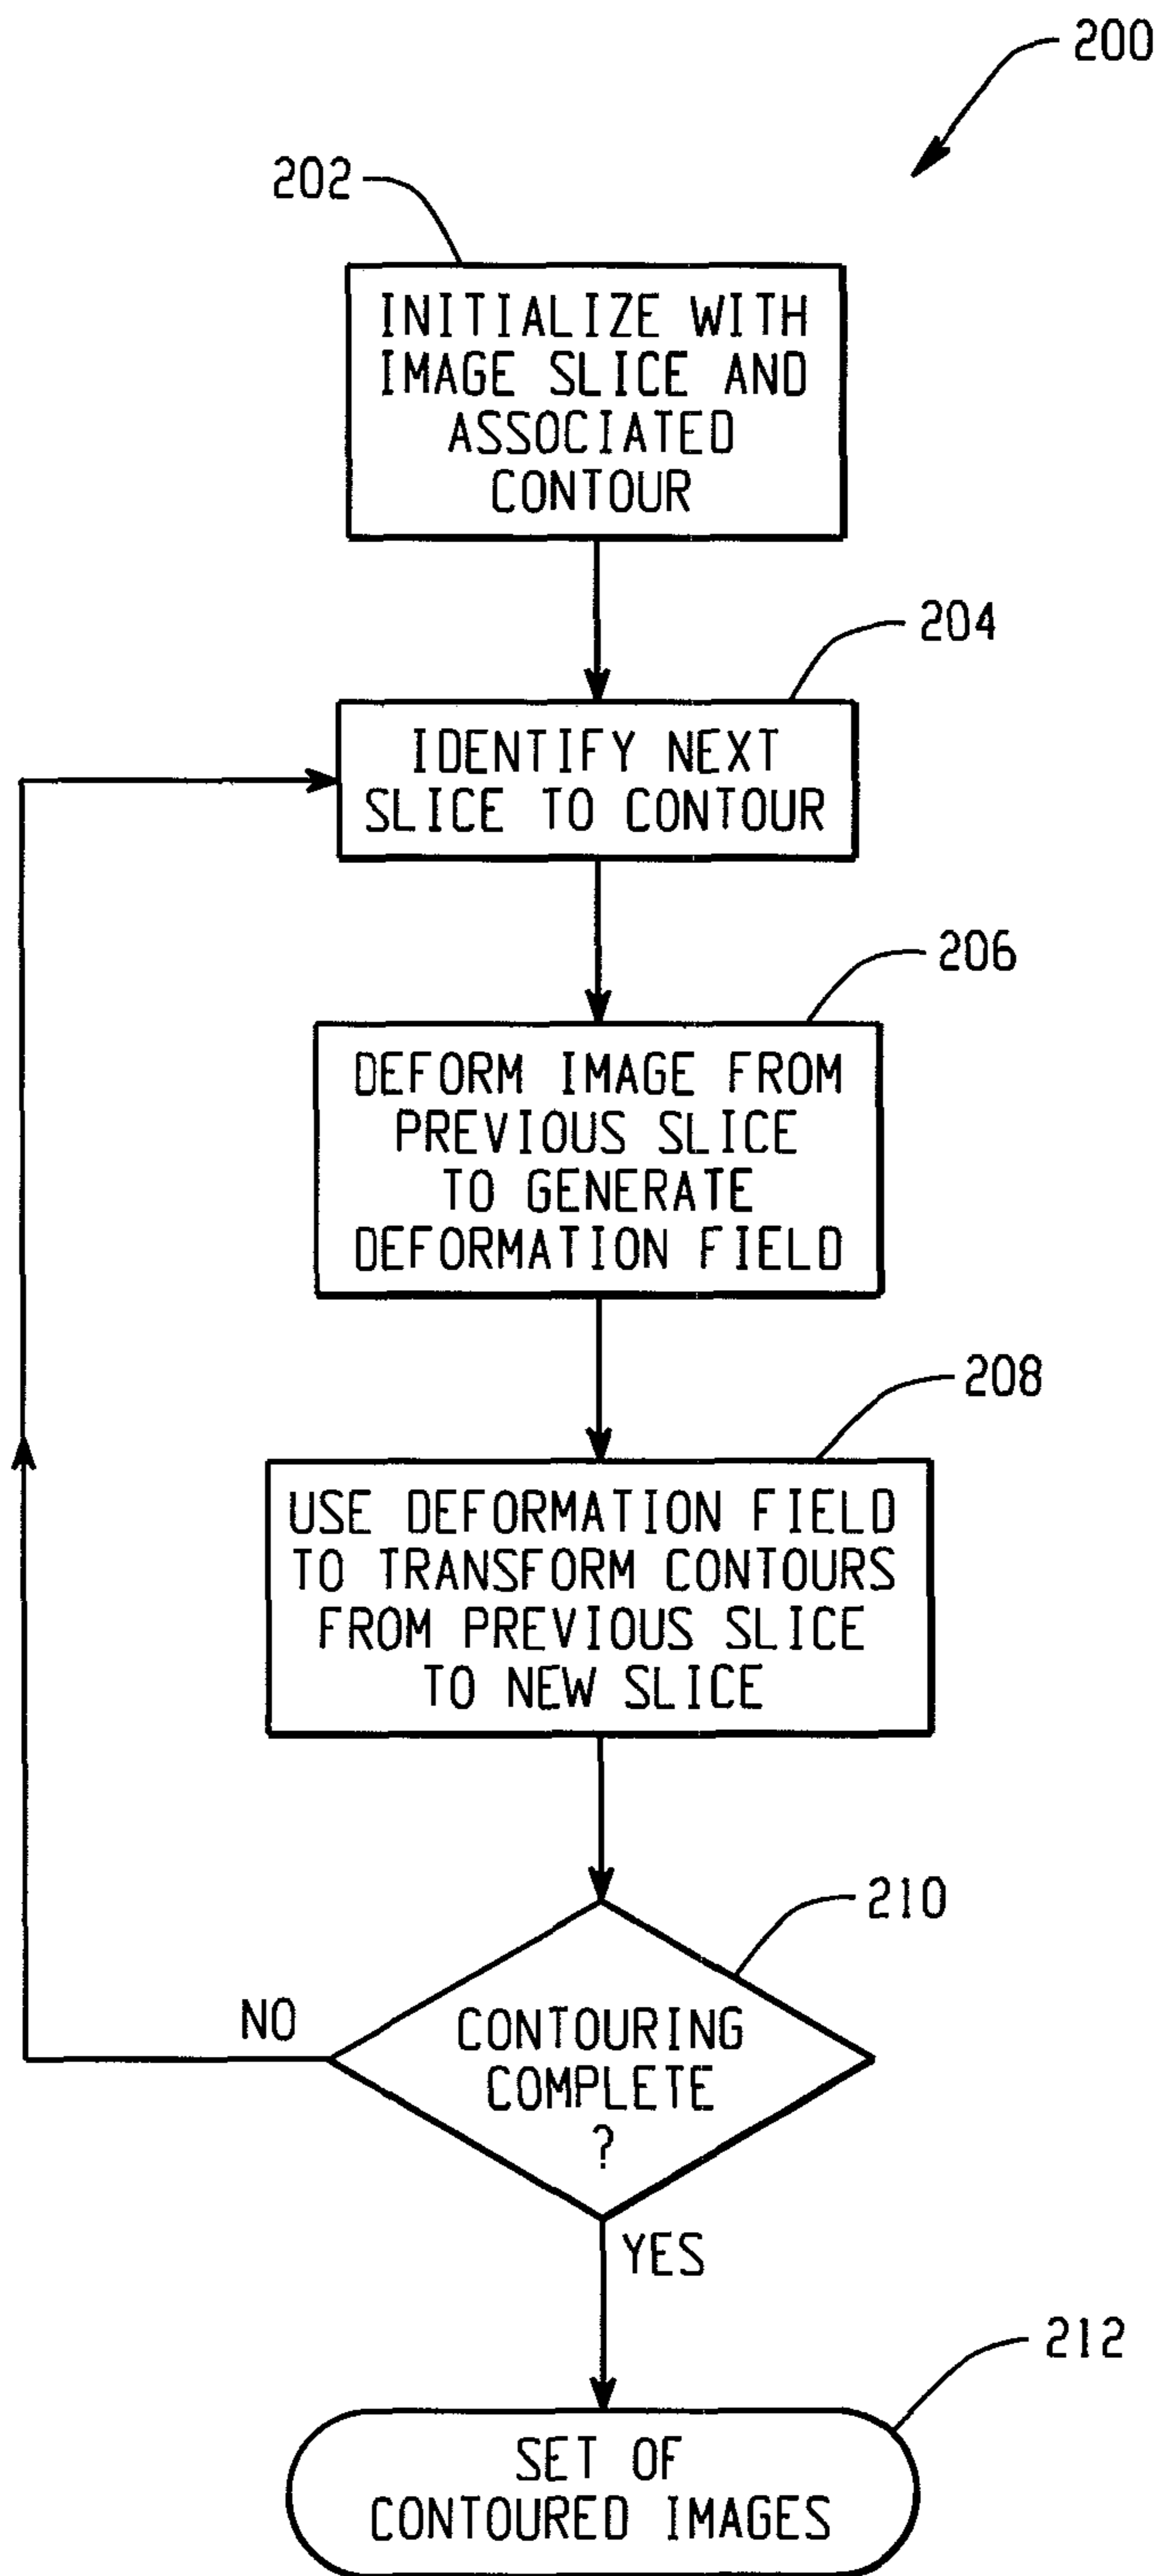 200
202
INITIALIZE WITH
IMAGE SLICE AND
ASSOCIATED
CONTOUR
204
IDENTIFY NEXT
SLICE TO CONTOUR
206
DEFORM IMAGE FROM
PREVIOUS SLICE
TO GENERATE
DEFORMATION FIELD
208
USE DEFORMATION FIELD
TO TRANSFORM CONTOURS
FROM PREVIOUS SLICE
TO NEW SLICE
210
NO
CONTOURING
COMPLETE
?
YES
212
SET OF
CONTOURED IMAGES